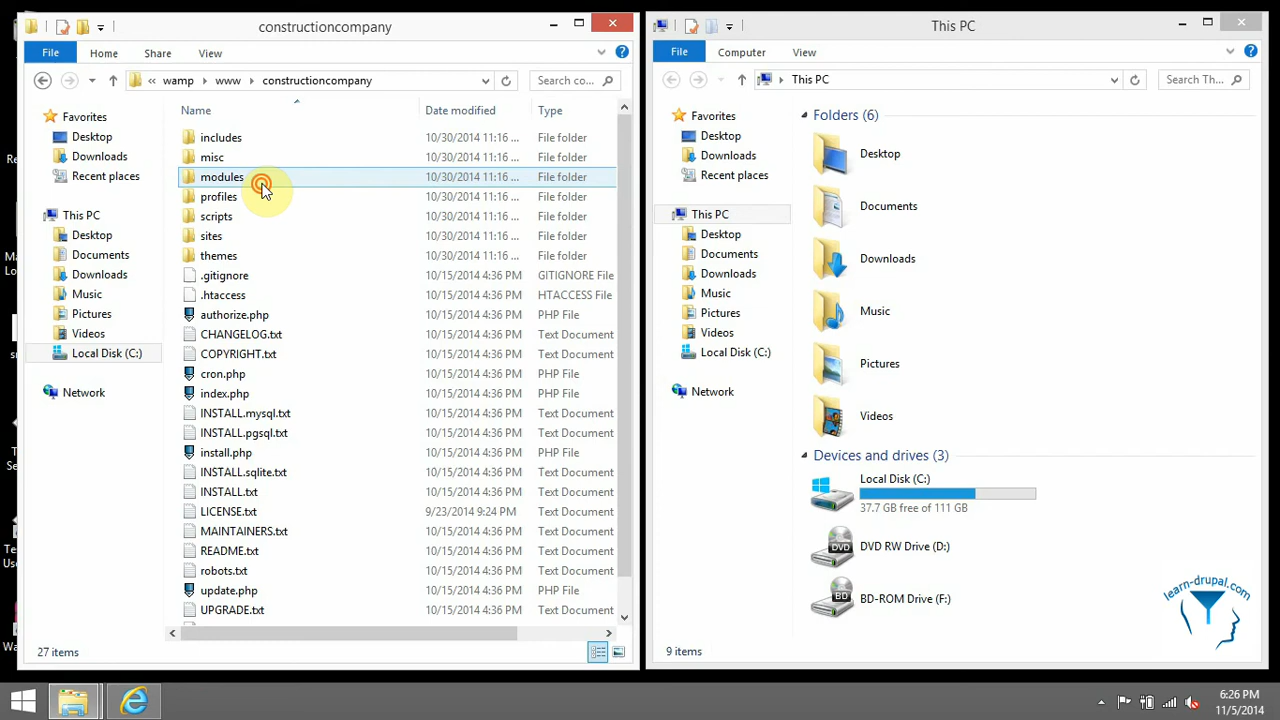 constructioncompany
File Home Share View
« wamp › www › constructioncompany
Search co...
Favorites
Desktop
Downloads
Recent places
This PC
Desktop
Documents
Downloads
Music
Pictures
Videos
Local Disk (C:)
Network
Name Date modified Type
includes 10/30/2014 11:16 ... File folder
misc 10/30/2014 11:16 ... File folder
modules 10/30/2014 11:16 ... File folder
profiles 10/30/2014 11:16 ... File folder
scripts 10/30/2014 11:16 ... File folder
sites 10/30/2014 11:16 ... File folder
themes 10/30/2014 11:16 ... File folder
.gitignore 10/15/2014 4:36 PM GITIGNORE File
.htaccess 10/15/2014 4:36 PM HTACCESS File
authorize.php 10/15/2014 4:36 PM PHP File
CHANGELOG.txt 10/15/2014 4:36 PM Text Document
COPYRIGHT.txt 10/15/2014 4:36 PM Text Document
cron.php 10/15/2014 4:36 PM PHP File
index.php 10/15/2014 4:36 PM PHP File
INSTALL.mysql.txt 10/15/2014 4:36 PM Text Document
INSTALL.pgsql.txt 10/15/2014 4:36 PM Text Document
install.php 10/15/2014 4:36 PM PHP File
INSTALL.sqlite.txt 10/15/2014 4:36 PM Text Document
INSTALL.txt 10/15/2014 4:36 PM Text Document
LICENSE.txt 9/23/2014 9:24 PM Text Document
MAINTAINERS.txt 10/15/2014 4:36 PM Text Document
README.txt 10/15/2014 4:36 PM Text Document
robots.txt 10/15/2014 4:36 PM Text Document
update.php 10/15/2014 4:36 PM PHP File
UPGRADE.txt 10/15/2014 4:36 PM Text Document
27 items
This PC
File Computer View
This PC
Search Th...
Favorites
Desktop
Downloads
Recent places
This PC
Desktop
Documents
Downloads
Music
Pictures
Videos
Local Disk (C:)
Network
Folders (6)
Desktop
Documents
Downloads
Music
Pictures
Videos
Devices and drives (3)
Local Disk (C:)
37.7 GB free of 111 GB
DVD
DVD RW Drive (D:)
BD
BD-ROM Drive (F:)
9 items
learn-drupal.com
6:26 PM
11/5/2014